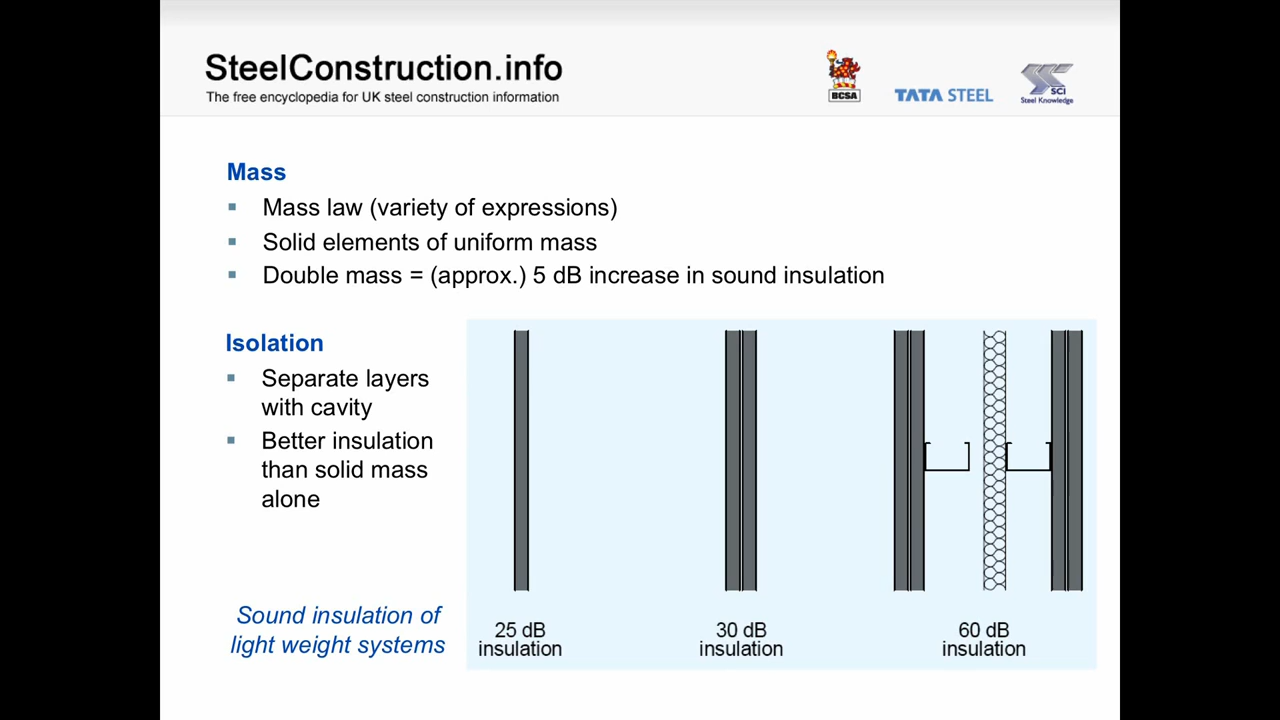 SteelConstruction.info
The free encyclopedia for UK steel construction information
BCSA
TATA STEEL
SCI
Steel Knowledge
Mass
Mass law (variety of expressions)
Solid elements of uniform mass
Double mass = (approx.) 5 dB increase in sound insulation
Isolation
Separate layers
with cavity
Better insulation
than solid mass
alone
Sound insulation of
light weight systems
25 dB
insulation
30 dB
insulation
60 dB
insulation